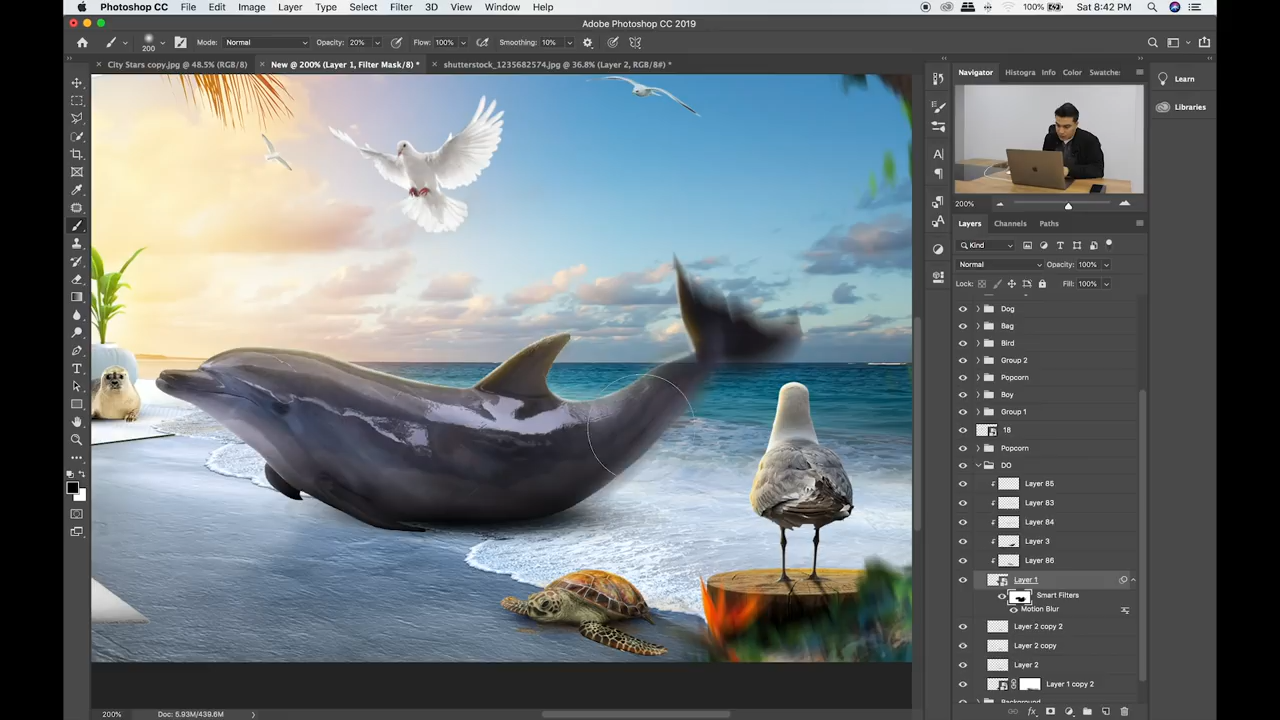 Photoshop CC File Edit Image Layer Type Select Filter 3D View Window Help 100% Sat 8:42 PM
Adobe Photoshop CC 2019
200 Mode: Normal Opacity: 20% Flow: 100% Smoothing: 10%
× City Stars copy.jpg @ 48.5% (RGB/8) × New @ 200% (Layer 1, Filter Mask/8) * × shutterstock_1235682574.jpg @ 36.8% (Layer 2, RGB/8#) *
Navigator Histogra Info Color Swatche
Learn
Libraries
200%
Layers Channels Paths
Kind
Normal Opacity: 100%
Lock: Fill: 100%
Dog
Bag
Bird
Group 2
Popcorn
Boy
Group 1
18
Popcorn
DO
Layer 85
Layer 83
Layer 84
Layer 3
Layer 86
Layer 1
Smart Filters
Motion Blur
Layer 2 copy 2
Layer 2 copy
Layer 2
Layer 1 copy 2
Background
200% Doc: 5.93M/439.6M